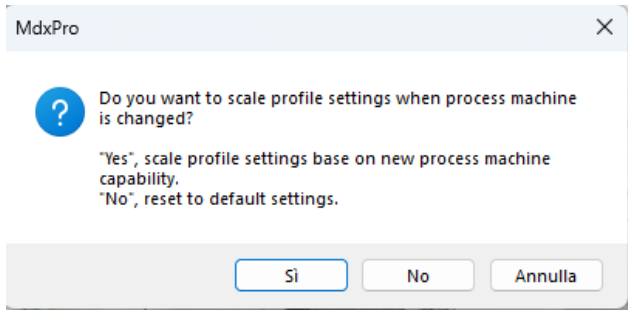 MdxPro
Do you want to scale profile settings when process machine
is changed?
"Yes", scale profile settings base on new process machine
capability.
"No", reset to default settings.
Sì
No
Annulla